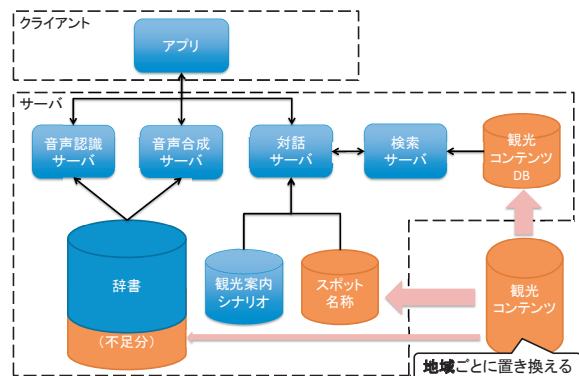 クライアント
アプリ
サーバ
音声認識
サーバ
音声合成
サーバ
対話
サーバ
検索
サーバ
観光
コンテンツ
DB
辞書
(不足分)
観光案内
シナリオ
スポット
名称
観光
コンテンツ
地域ごとに置き換える